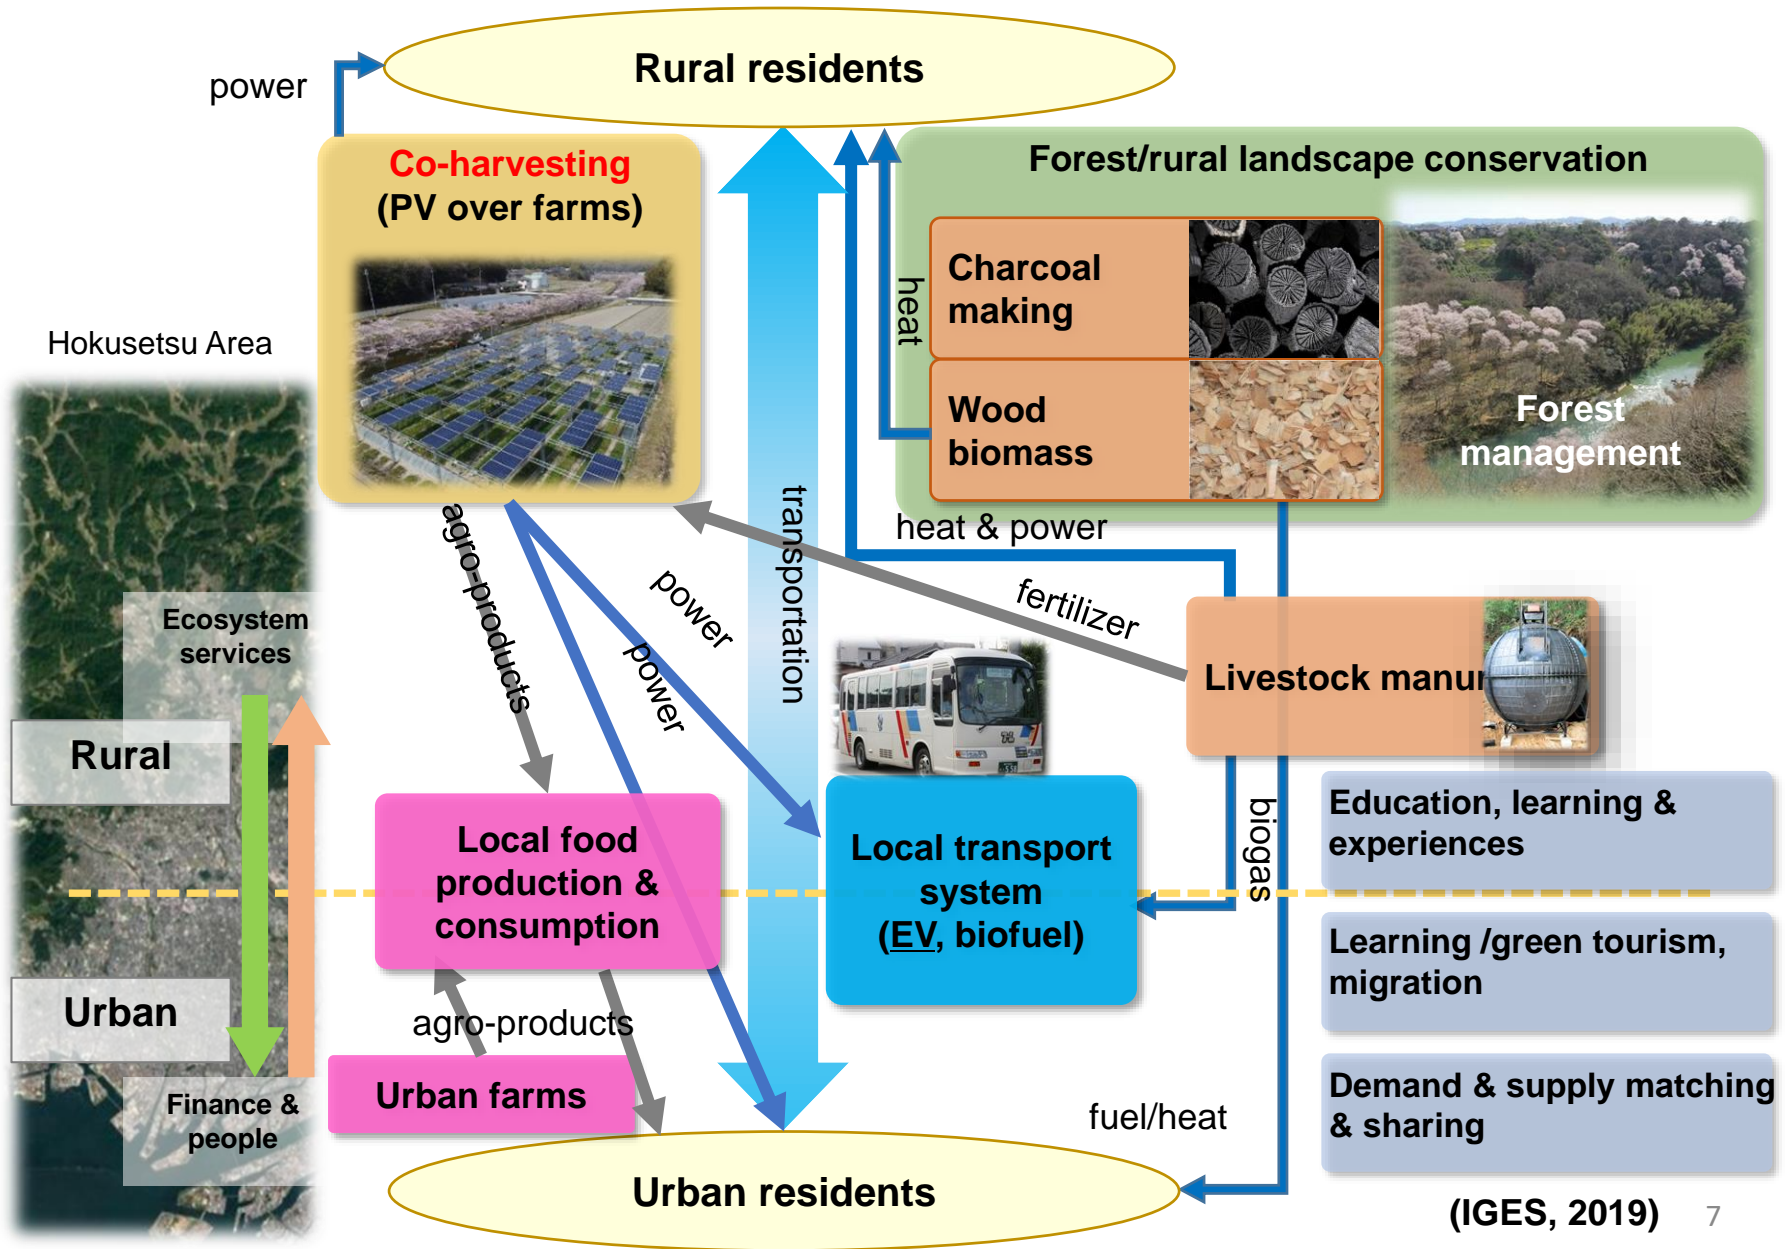 Rural residents
power
Co-harvesting
(PV over farms)
Forest/rural landscape conservation
Charcoal
making
heat
Wood
biomass
Forest
management
Hokusetsu Area
agro-products
power
power
transportation
heat & power
fertilizer
Livestock manur
Ecosystem
services
Rural
Local food
production &
consumption
Local transport
system
(EV, biofuel)
biogas
Education, learning &
experiences
Learning /green tourism,
migration
Urban
agro-products
Urban farms
Finance &
people
Demand & supply matching
& sharing
fuel/heat
Urban residents
(IGES, 2019)
7